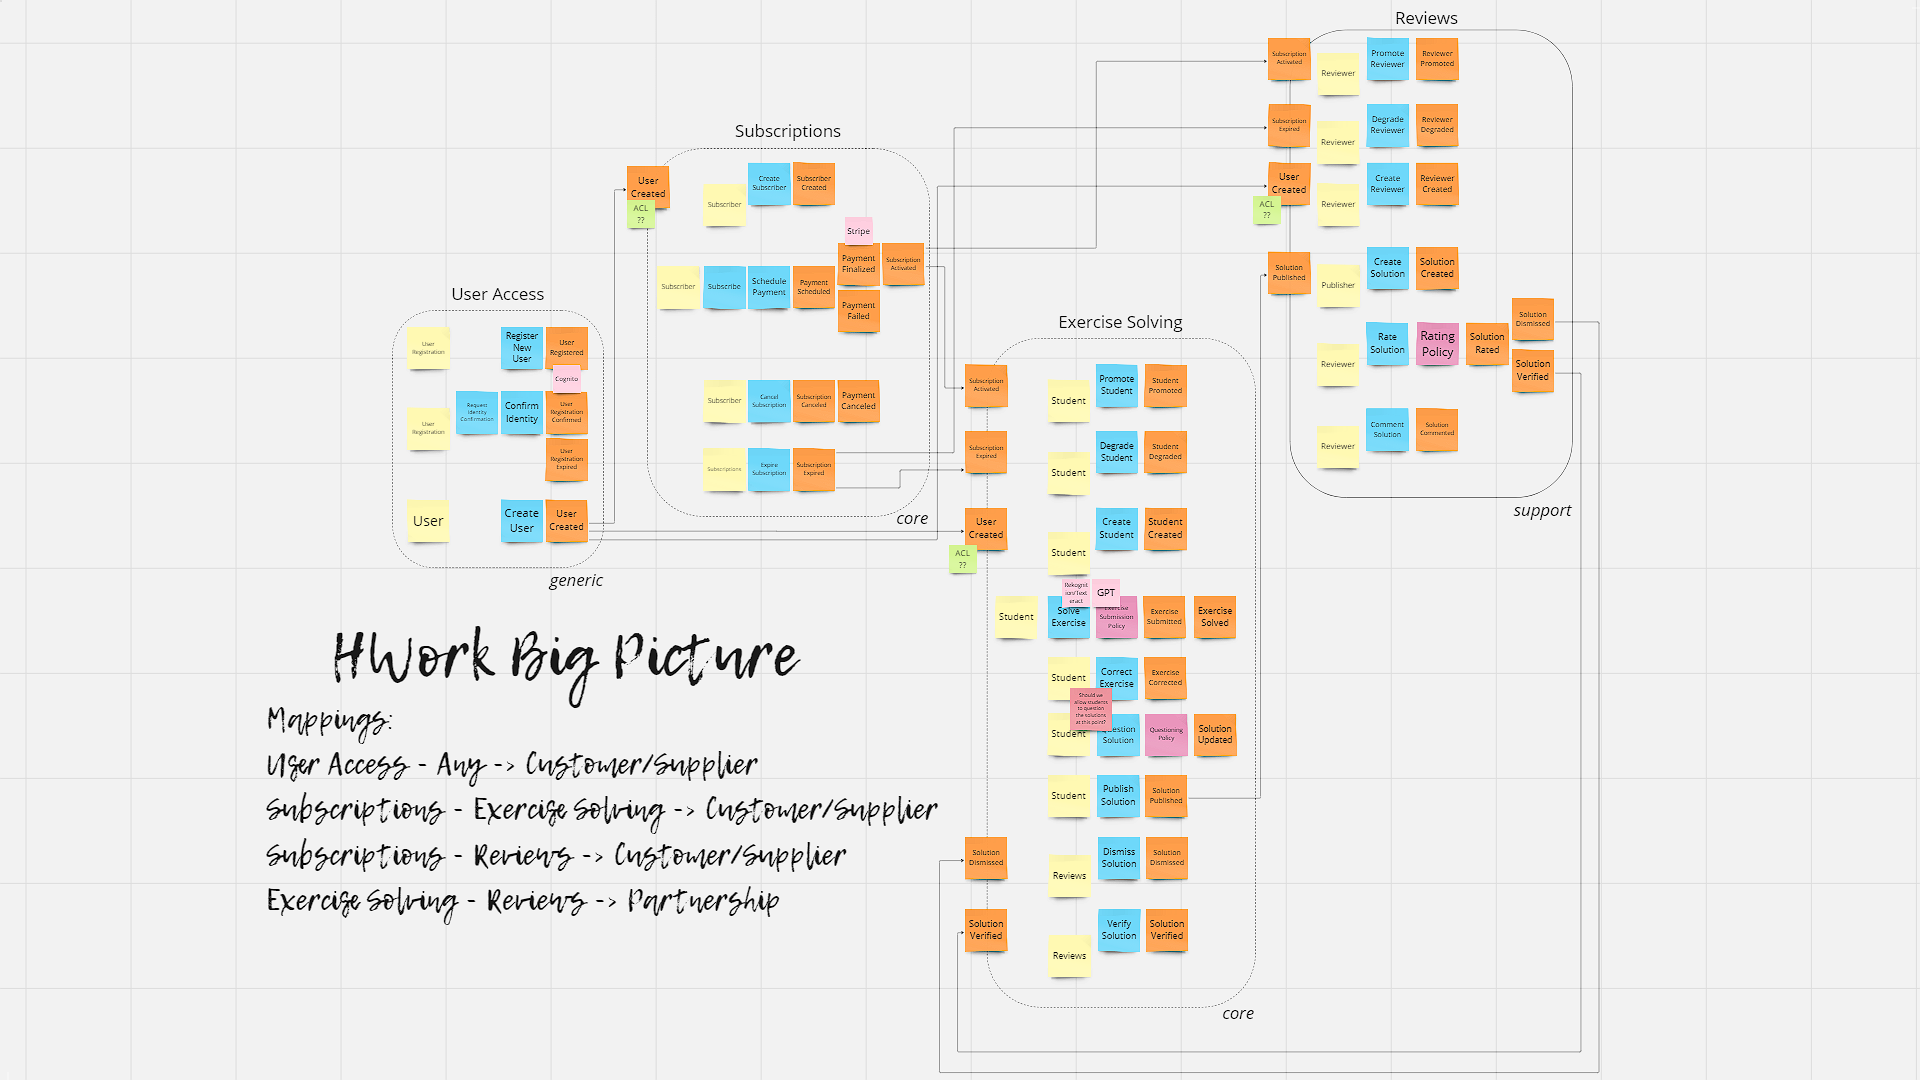 Reviews
Subscription
Activated
Reviewer
Promote
Reviewer
Reviewer
Promoted
Subscription
Expired
Reviewer
Degrade
Reviewer
Reviewer
Degraded
User
Created
ACL
??
Reviewer
Create
Reviewer
Reviewer
Created
Solution
Published
Publisher
Create
Solution
Solution
Created
Reviewer
Rate
Solution
Rating
Policy
Solution
Rated
Solution
Dismissed
Solution
Verified
Reviewer
Comment
Solution
Solution
Commented
support
Subscriptions
User
Created
ACL
??
Subscriber
Create
Subscriber
Subscriber
Created
Stripe
Subscriber
Subscribe
Schedule
Payment
Payment
Scheduled
Payment
Finalized
Subscription
Activated
Payment
Failed
Subscriber
Cancel
Subscription
Subscription
Canceled
Payment
Canceled
Subscriptions
Expire
Subscription
Subscription
Expired
core
User Access
User
Registration
Register
New
User
User
Registered
Cognito
User
Registration
Request
Identity
Confirmation
Confirm
Identity
User
Registration
Confirmed
User
Registration
Expired
User
Create
User
User
Created
generic
Exercise Solving
Subscription
Activated
Student
Promote
Student
Student
Promoted
Subscription
Expired
Student
Degrade
Student
Student
Degraded
User
Created
ACL
??
Student
Create
Student
Student
Created
Rekognit
ion/Text
eract
GPT
Student
Solve
Exercise
Exercise
Submission
Policy
Exercise
Submitted
Exercise
Solved
Student
Correct
Exercise
Exercise
Corrected
Should we
allow students
to question
the solutions
at this point?
Student
Question
Solution
Questioning
Policy
Solution
Updated
Student
Publish
Solution
Solution
Published
Solution
Dismissed
Reviews
Dismiss
Solution
Solution
Dismissed
Solution
Verified
Reviews
Verify
Solution
Solution
Verified
core
HWork Big Picture
Mappings:
User Access - Any -> Customer/Supplier
Subscriptions - Exercise Solving -> Customer/Supplier
Subscriptions - Reviews -> Customer/Supplier
Exercise Solving - Reviews -> Partnership